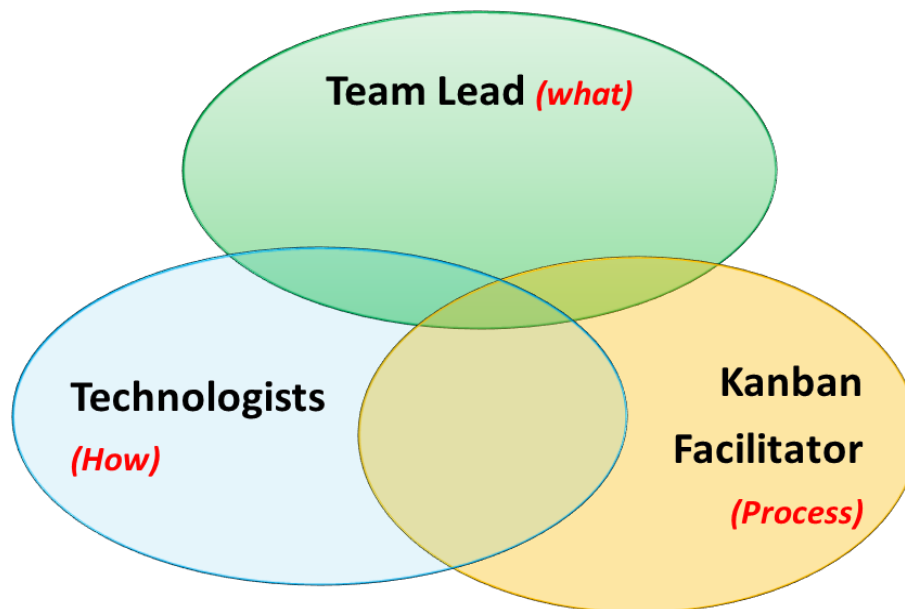 Team Lead (what)
Technologists
(How)
Kanban
Facilitator
(Process)